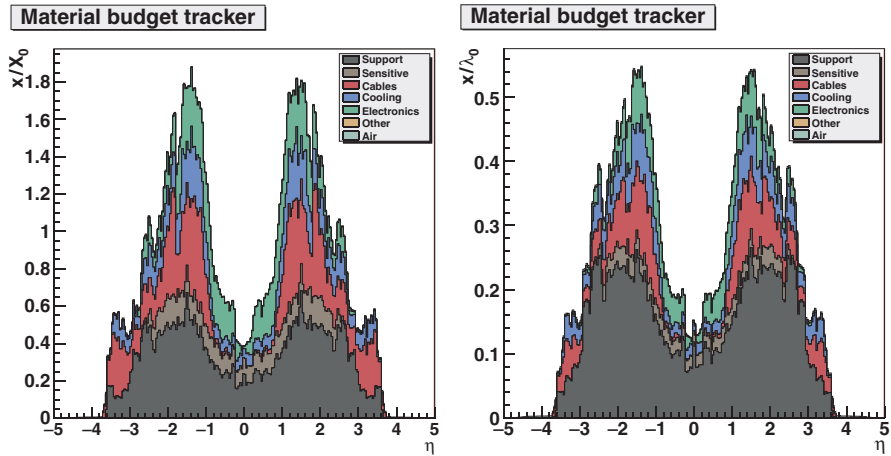 Material budget tracker
x/X0
1.8
1.6
1.4
1.2
1
0.8
0.6
0.4
0.2
0
−5 −4 −3 −2 −1 0 1 2 3 4 5
η
Support
Sensitive
Cables
Cooling
Electronics
Other
Air
Material budget tracker
x/λ0
0.5
0.4
0.3
0.2
0.1
0
−5 −4 −3 −2 −1 0 1 2 3 4 5
η
Support
Sensitive
Cables
Cooling
Electronics
Other
Air